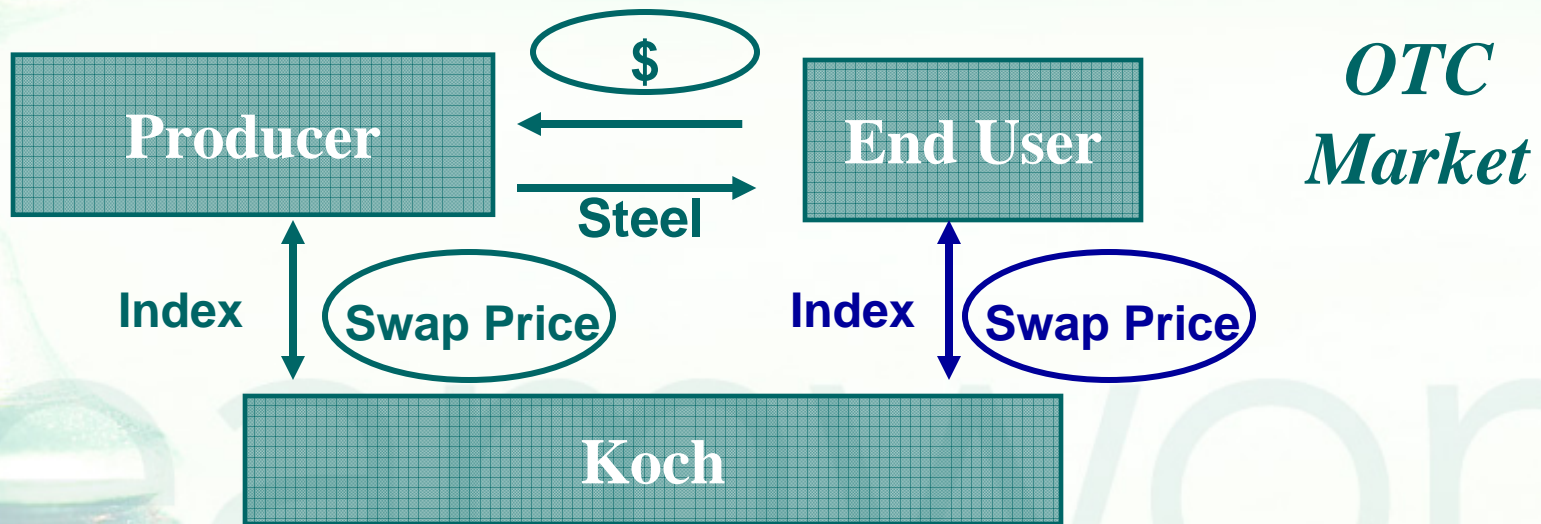 $
OTC
Market
Producer
End User
Steel
Index
Swap Price
Index
Swap Price
Koch